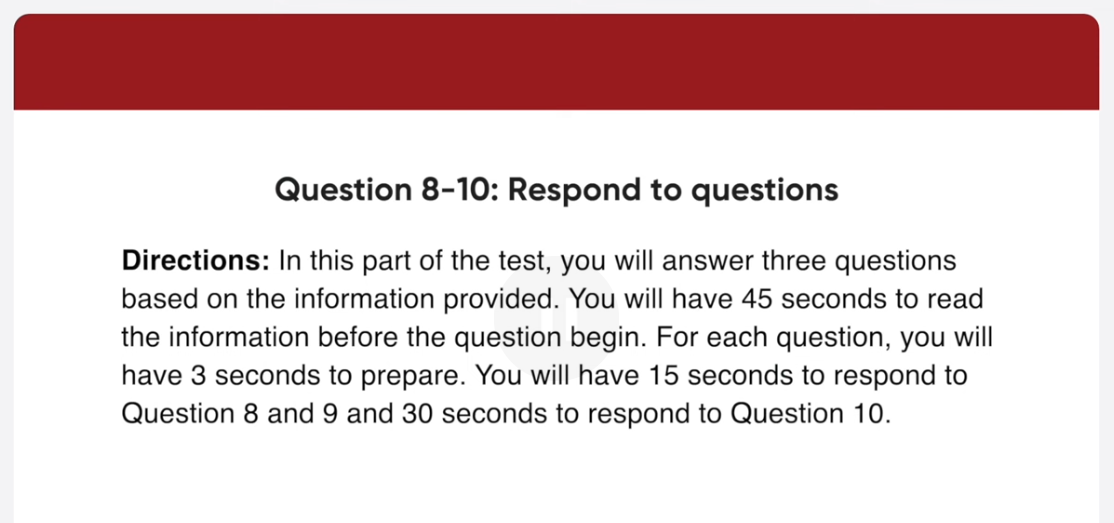 Question 8-10: Respond to questions
Directions: In this part of the test, you will answer three questions
based on the information provided. You will have 45 seconds to read
the information before the question begin. For each question, you will
have 3 seconds to prepare. You will have 15 seconds to respond to
Question 8 and 9 and 30 seconds to respond to Question 10.